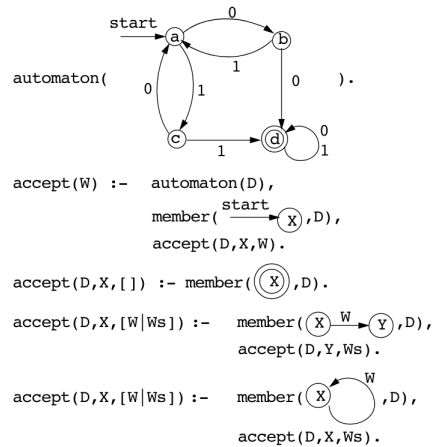 start
0
a b
1
automaton( 0 1 0 ).
c 1 d 0
1
accept(W) :- automaton(D),
start
member( X ,D),
accept(D,X,W).
accept(D,X,[]) :- member( X ,D).
accept(D,X,[W|Ws]) :- member( X W Y ,D),
accept(D,Y,Ws).
W
accept(D,X,[W|Ws]) :- member( X ,D),
accept(D,X,Ws).